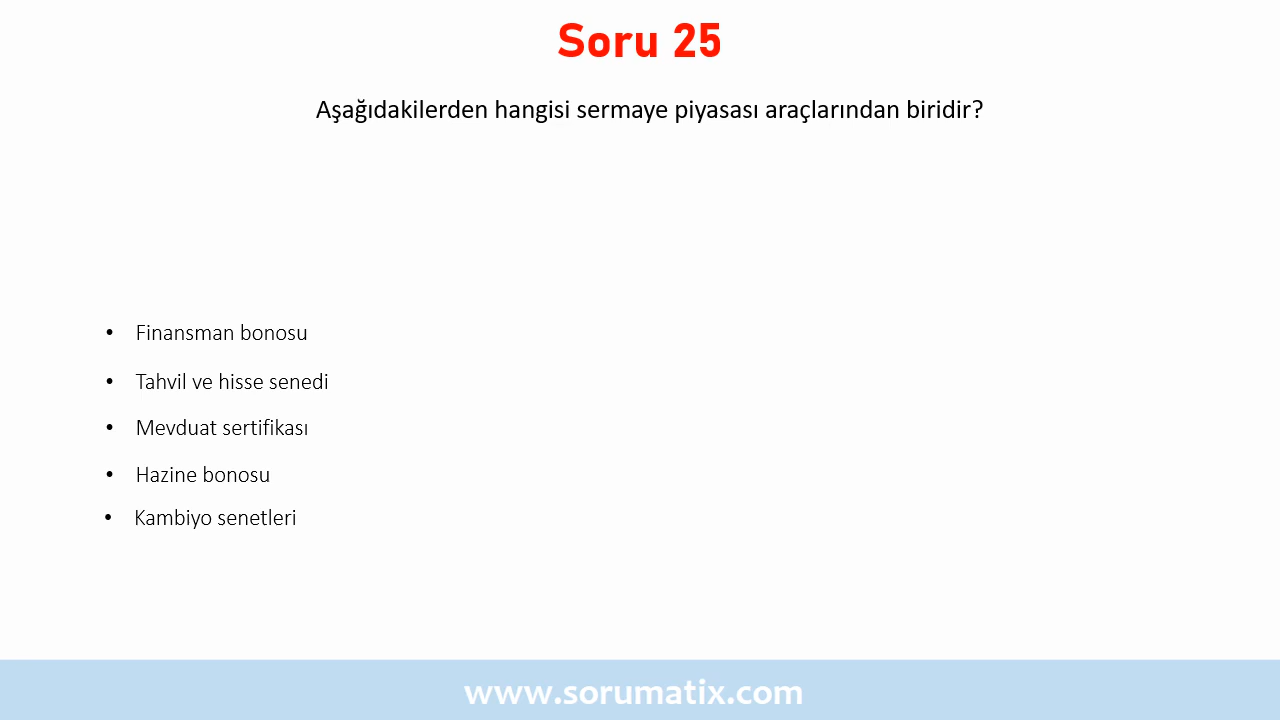 Soru 25
Aşağıdakilerden hangisi sermaye piyasası araçlarından biridir?
• Finansman bonosu
• Tahvil ve hisse senedi
• Mevduat sertifikası
• Hazine bonosu
• Kambiyo senetleri
www.sorumatix.com